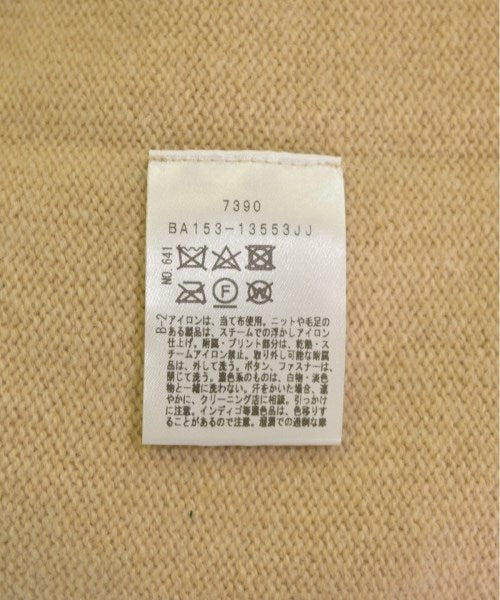 7390
BA153-13553JJ
NO.641
F
W
B-2
アイロンは、当て布使用。ニットや毛足の
ある製品は、スチームでの浮かしアイロン
仕上げ。附属・プリント部分は、乾熱・ス
チームアイロン禁止。取り外し可能な附属
品は、外して洗う。ボタン、ファスナーは、
閉じて洗う。濃色系のものは、白物・淡色
物と一緒に洗わない。汗をかいた場合、速
やかに、クリーニング店に相談。引っかけ
に注意。インディゴ等濃色品は、色移りす
ることがあるので注意。湿潤での過剰な摩